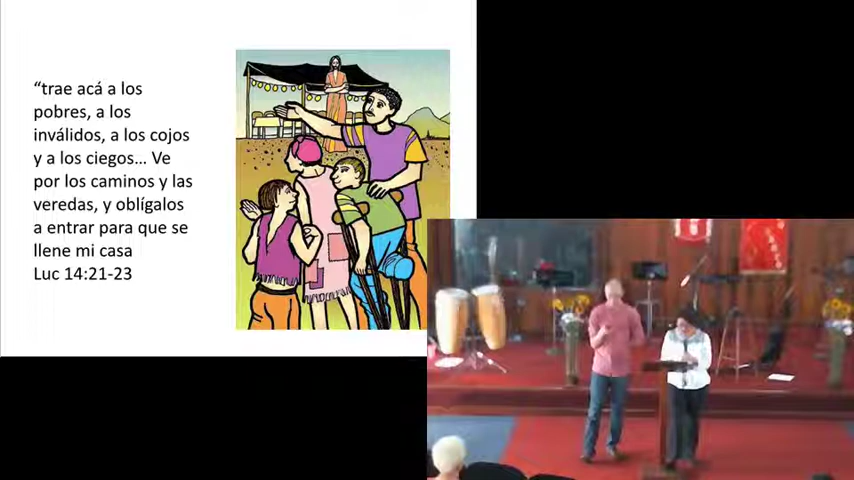 “trae acá a los
pobres, a los
inválidos, a los cojos
y a los ciegos... Ve
por los caminos y las
veredas, y oblígalos
a entrar para que se
llene mi casa
Luc 14:21-23